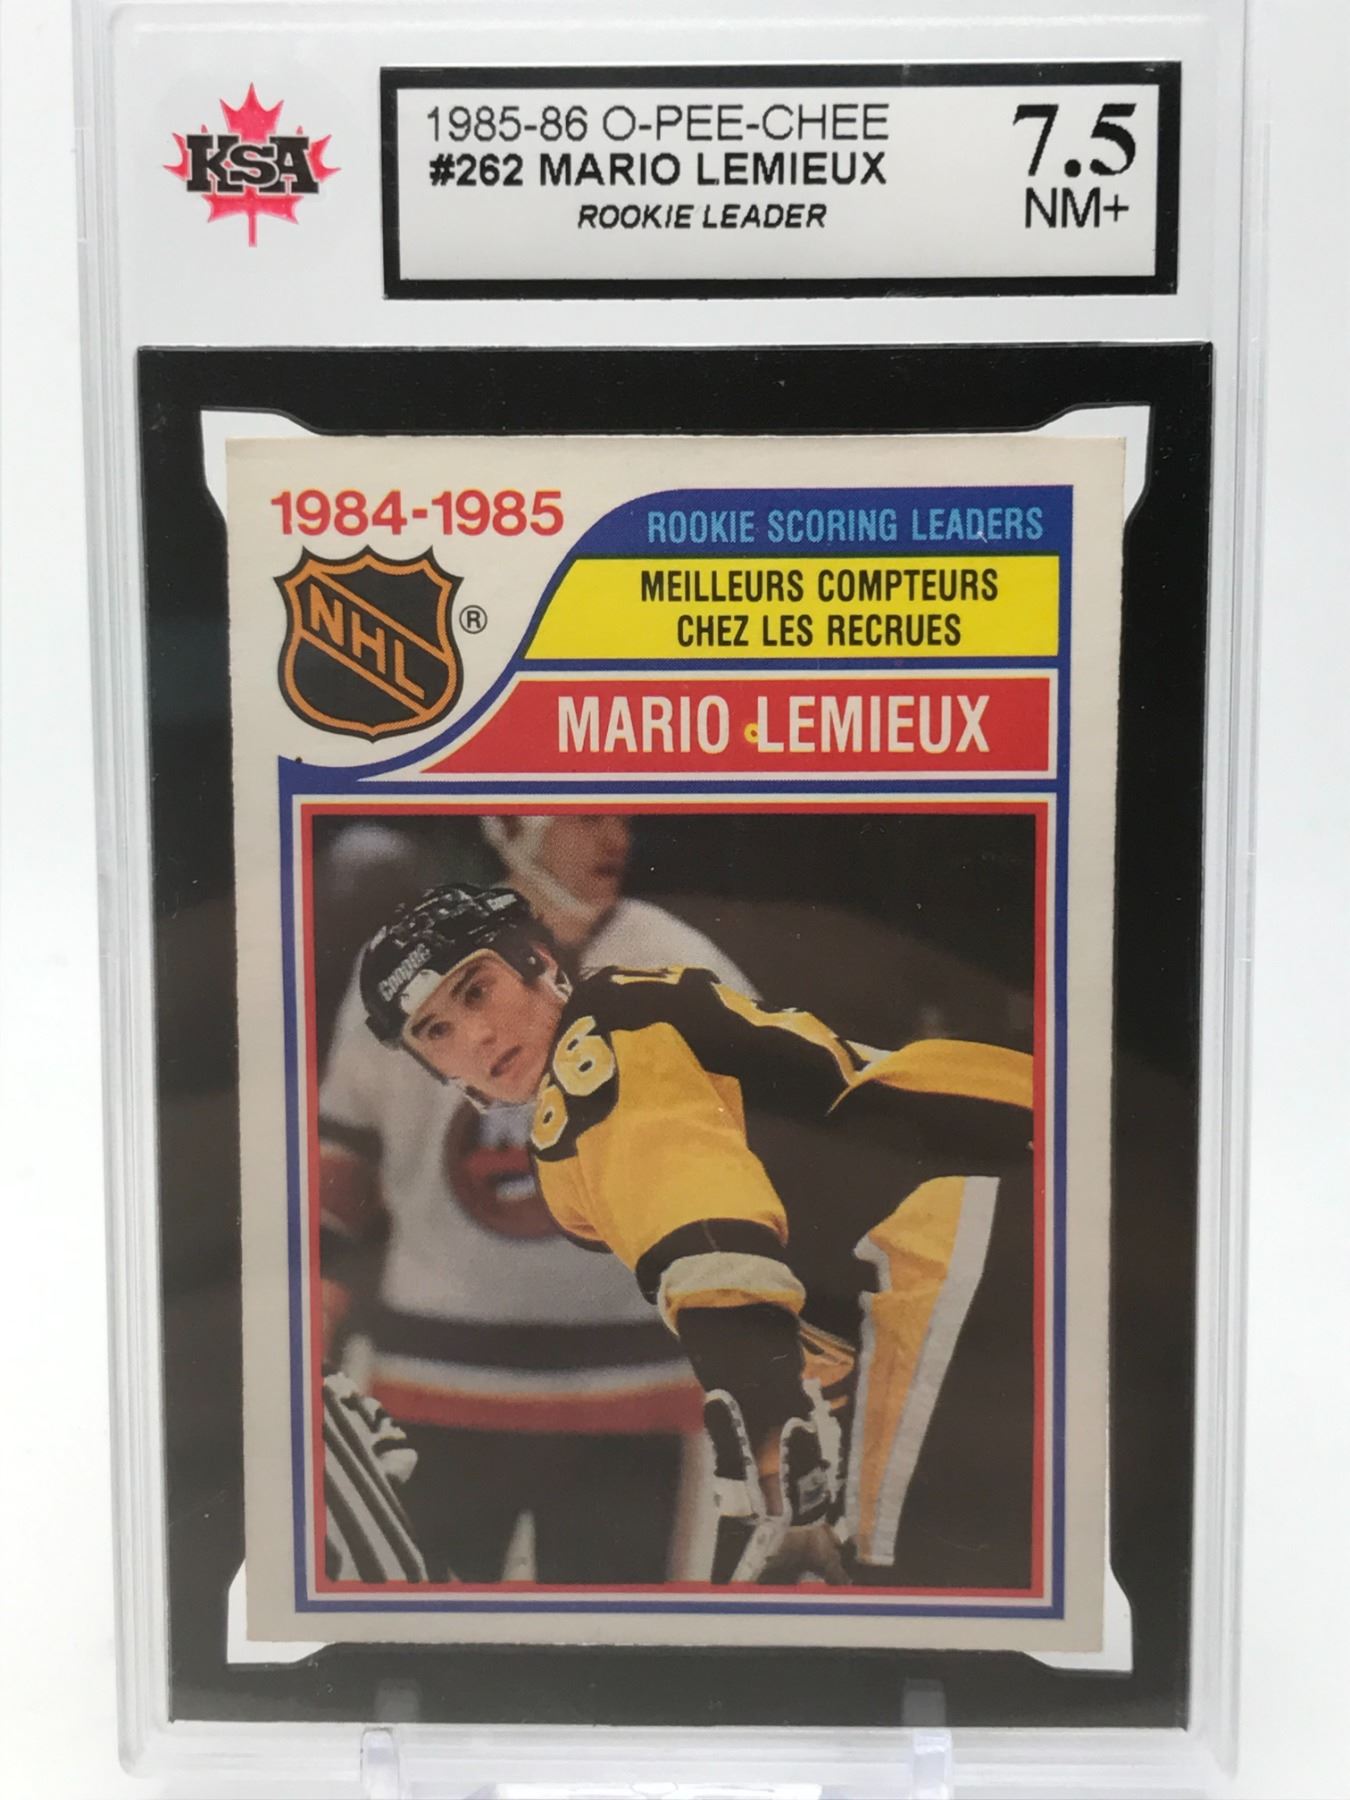 KSA
1985-86 O-PEE-CHEE
#262 MARIO LEMIEUX
ROOKIE LEADER
7.5
NM+
1984-1985
NHL
®
ROOKIE SCORING LEADERS
MEILLEURS COMPTEURS
CHEZ LES RECRUES
MARIO LEMIEUX
Cooper
66